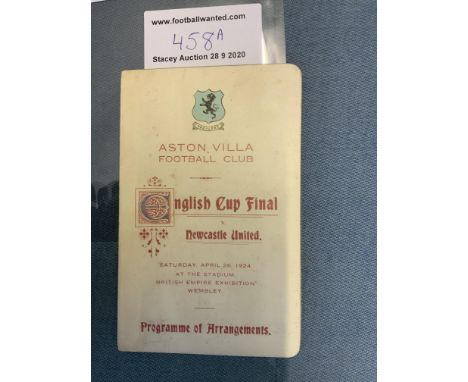 www.footballwanted.com
458A
Stacey Auction 28 9 2020
PREPARED
ASTON VILLA
FOOTBALL CLUB
English Cup Final
v.
Newcastle United.
SATURDAY, APRIL 26, 1924
AT THE STADIUM,
BRITISH EMPIRE EXHIBITION
WEMBLEY.
Programme of Arrangements.